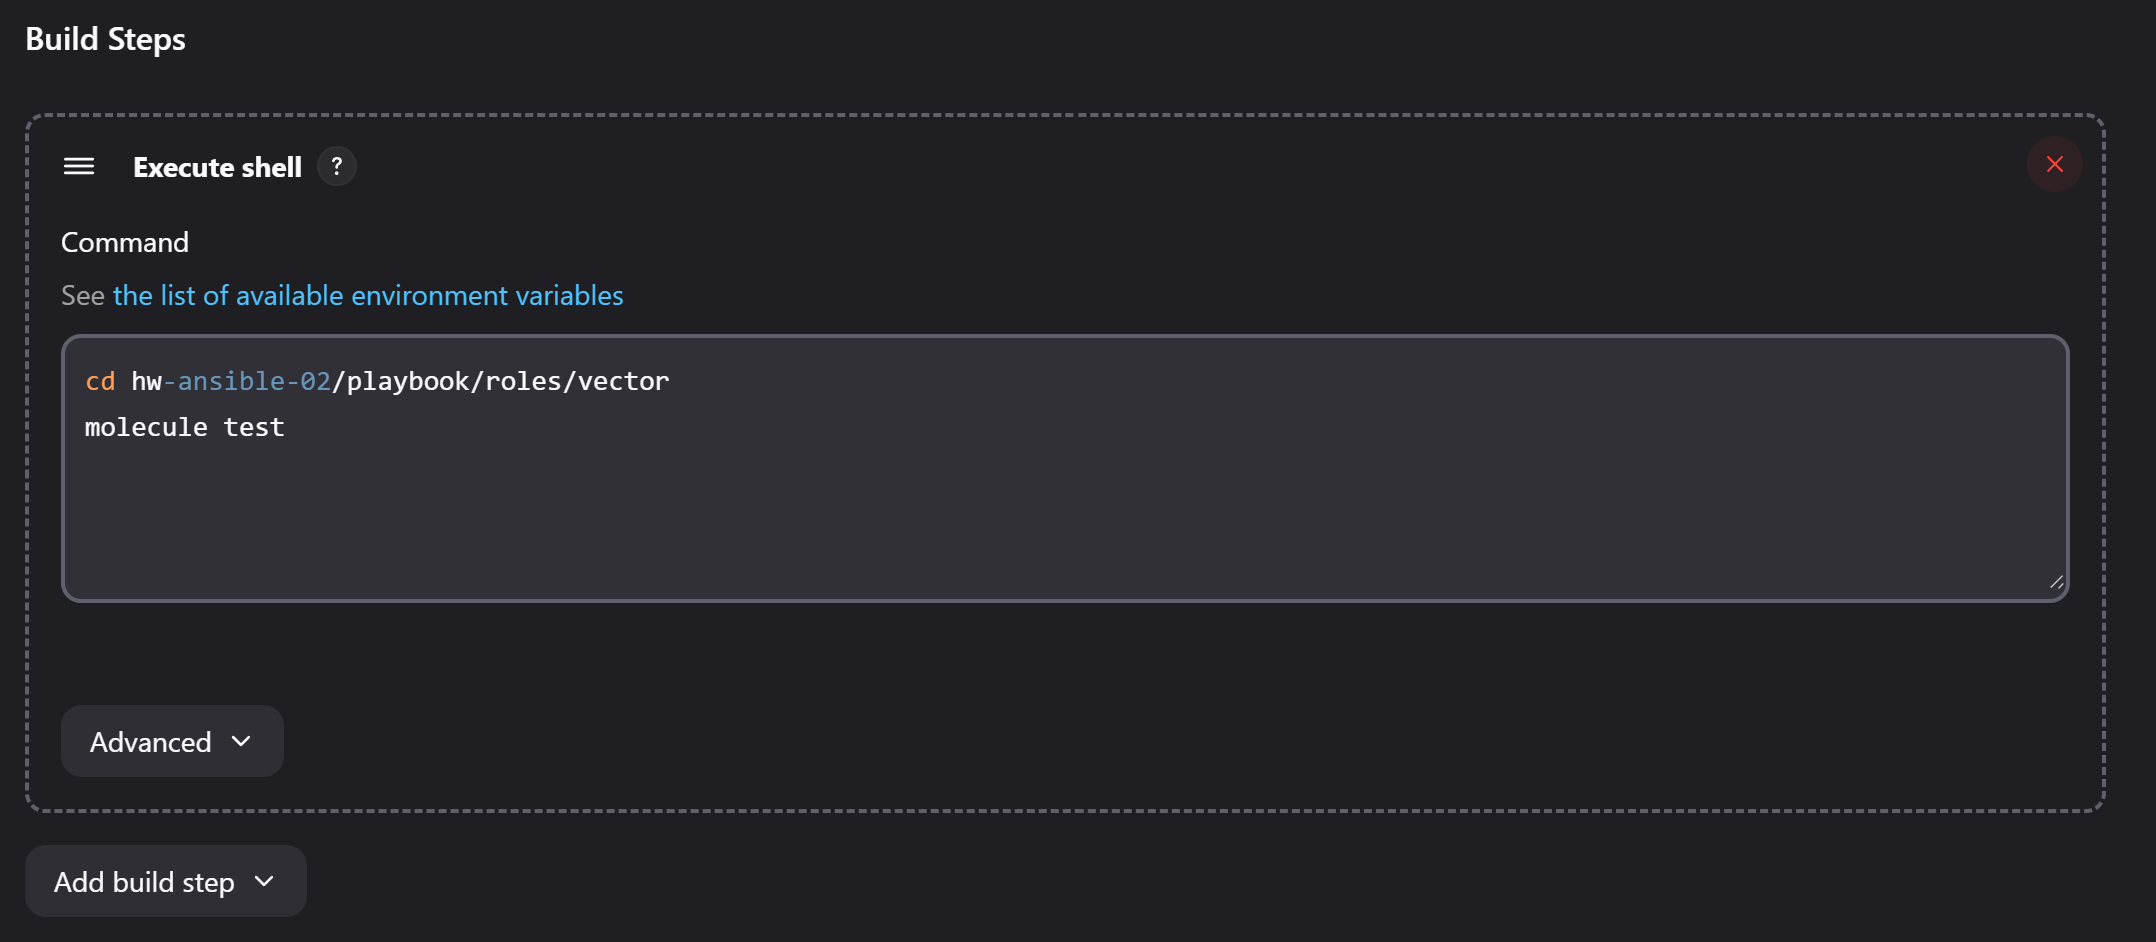 Build Steps
Execute shell ?
Command
See the list of available environment variables
cd hw-ansible-02/playbook/roles/vector
molecule test
Advanced
Add build step